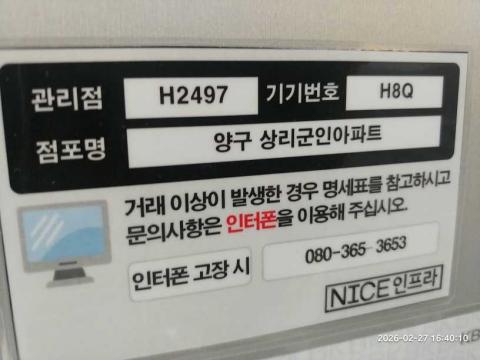 관리점 H2497 기기번호 H8Q
점포명 양구 상리군인아파트
거래 이상이 발생한 경우 명세표를 참고하시고
문의사항은 인터폰을 이용해 주십시오.
인터폰 고장 시 080-365-3653
NICE인프라
2026-02-27 16:40:10